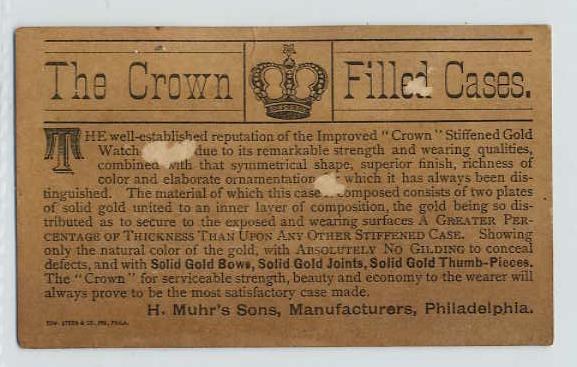 The Crown Filled Cases.
THE well-established reputation of the Improved "Crown" Stiffened Gold
Watch due to its remarkable strength and wearing qualities,
combined with that symmetrical shape, superior finish, richness of
color and elaborate ornamentation which it has always been dis-
tinguished. The material of which this case composed consists of two plates
of solid gold united to an inner layer of composition, the gold being so dis-
tributed as to secure to the exposed and wearing surfaces A GREATER PER-
CENTAGE OF THICKNESS THAN UPON ANY OTHER STIFFENED CASE. Showing
only the natural color of the gold, with ABSOLUTELY NO GILDING to conceal
defects, and with Solid Gold Bows, Solid Gold Joints, Solid Gold Thumb-Pieces.
The "Crown" for serviceable strength, beauty and economy to the wearer will
always prove to be the most satisfactory case made.
H. Muhr's Sons, Manufacturers, Philadelphia.
EDW. STERN & CO. PHILA.